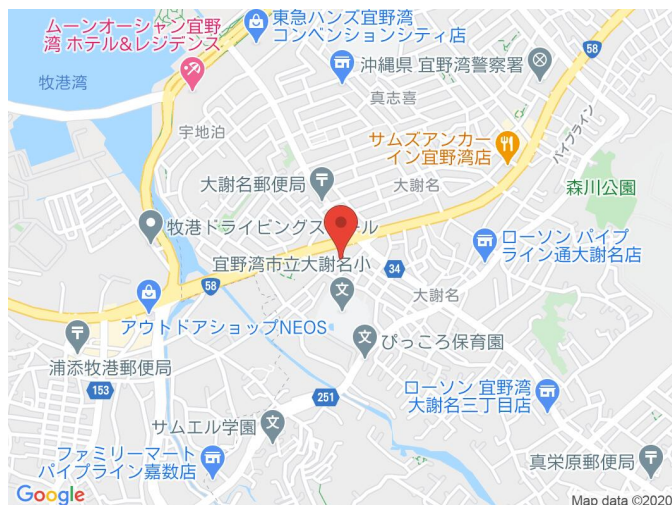 ムーンオーシャン宜野
湾 ホテル&レジデンス
東急ハンズ宜野湾
コンベンションシティ店
牧港湾
沖縄県 宜野湾警察署
58
真志喜
宇地泊
サムズアンカー
イン宜野湾店
パイプライン
大謝名郵便局
大謝名
森川公園
牧港ドライビングス
ル
ローソン パイプ
ライン通大謝名店
宜野湾市立大謝名小
34
58
大謝名
アウトドアショップNEOS
ぴっころ保育園
浦添牧港郵便局
153
251
ローソン 宜野湾
大謝名三丁目店
サムエル学園
ファミリーマート
パイプライン嘉数店
真栄原郵便局
Google
Map data ©2020